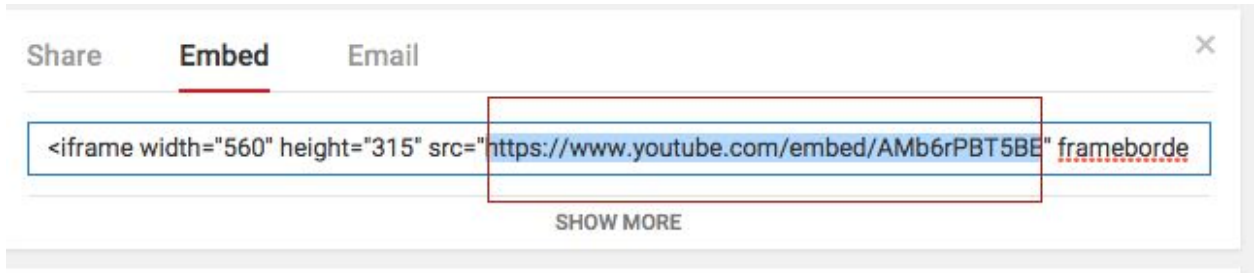 Share Embed Email ×
<iframe width="560" height="315" src="https://www.youtube.com/embed/AMb6rPBT5BE" frameborde
SHOW MORE